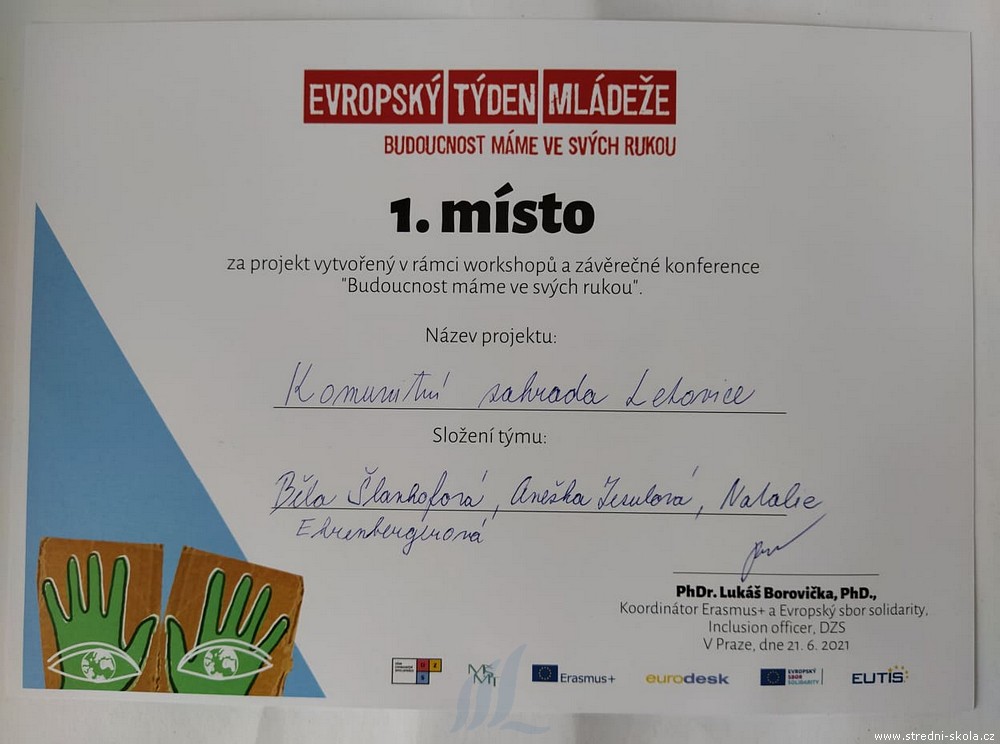 EVROPSKÝ TÝDEN MLÁDEŽE
BUDOUCNOST MÁME VE SVÝCH RUKOU
1. místo
za projekt vytvořený v rámci workshopů a závěrečné konference
"Budoucnost máme ve svých rukou".
Název projektu:
Komunitní zahrada Letovice
Složení týmu:
Běla Šlanhofová, Aneška Jesulová, Natalie
Ehrenbergerová
PhDr. Lukáš Borovička, PhD.,
Koordinátor Erasmus+ a Evropský sbor solidarity,
Inclusion officer, DZS
V Praze, dne 21. 6. 2021
Erasmus+
eurodesk
EVROPSKÝ
SBOR
SOLIDARITY
EUTIS
www.stredni-skola.cz